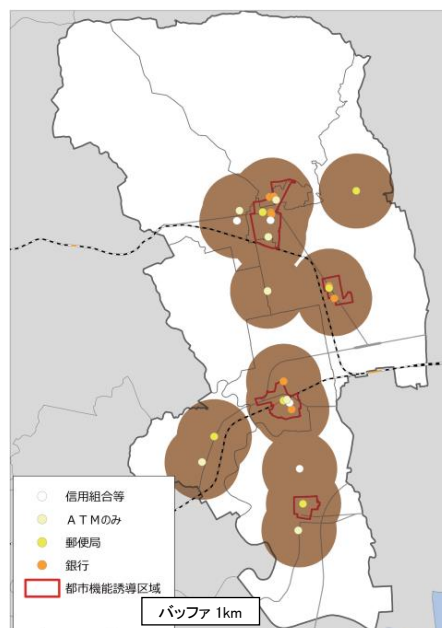 信用組合等
ＡＴＭのみ
郵便局
銀行
都市機能誘導区域
バッファ 1km